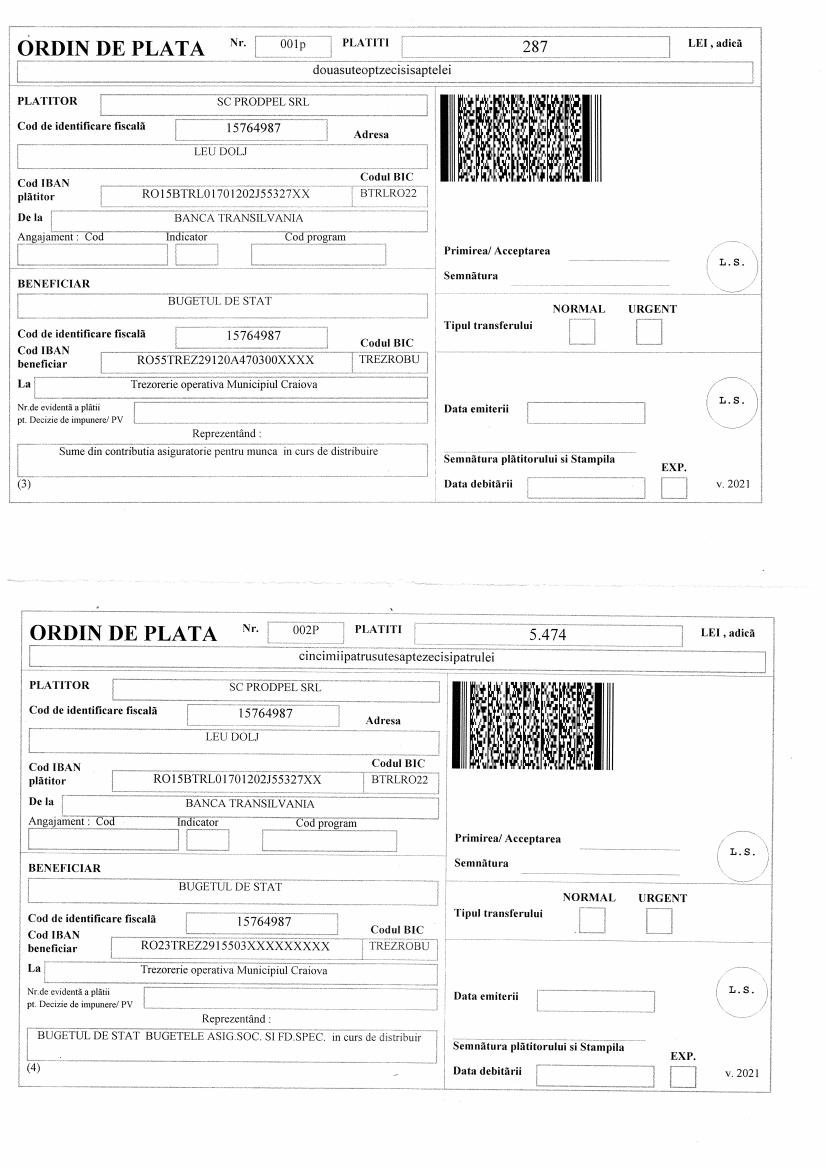 ORDIN DE PLATA Nr. 001p PLATITI 287 LEI , adică
douasuteoptzecisisaptelei
PLATITOR SC PRODPEL SRL
Cod de identificare fiscală 15764987 Adresa
LEU DOLJ
Cod IBAN plătitor RO15BTRL01701202J55327XX Codul BIC BTRLRO22
De la BANCA TRANSILVANIA
Angajament : Cod Indicator Cod program
Primirea/ Acceptarea
Semnătura
L.S.
BENEFICIAR
BUGETUL DE STAT
NORMAL URGENT
Tipul transferului
Cod de identificare fiscală 15764987
Cod IBAN beneficiar RO55TREZ29120A470300XXXX Codul BIC TREZROBU
La Trezorerie operativa Municipiul Craiova
Nr.de evidentă a plătii
pt. Decizie de impunere/ PV
Data emiterii
L.S.
Reprezentând :
Sume din contributia asiguratorie pentru munca in curs de distribuire
Semnătura plătitorului si Stampila
EXP.
(3)
Data debitării
v. 2021
ORDIN DE PLATA Nr. 002P PLATITI 5.474 LEI , adică
cincimiipatrusutesaptezecisipatrulei
PLATITOR SC PRODPEL SRL
Cod de identificare fiscală 15764987 Adresa
LEU DOLJ
Cod IBAN plătitor RO15BTRL01701202J55327XX Codul BIC BTRLRO22
De la BANCA TRANSILVANIA
Angajament : Cod Indicator Cod program
Primirea/ Acceptarea
Semnătura
L.S.
BENEFICIAR
BUGETUL DE STAT
NORMAL URGENT
Tipul transferului
Cod de identificare fiscală 15764987
Cod IBAN beneficiar RO23TREZ2915503XXXXXXXXX Codul BIC TREZROBU
La Trezorerie operativa Municipiul Craiova
Nr.de evidentă a plătii
pt. Decizie de impunere/ PV
Data emiterii
L.S.
Reprezentând :
BUGETUL DE STAT BUGETELE ASIG.SOC. SI FD.SPEC. in curs de distribuir
Semnătura plătitorului si Stampila
EXP.
(4)
Data debitării
v. 2021